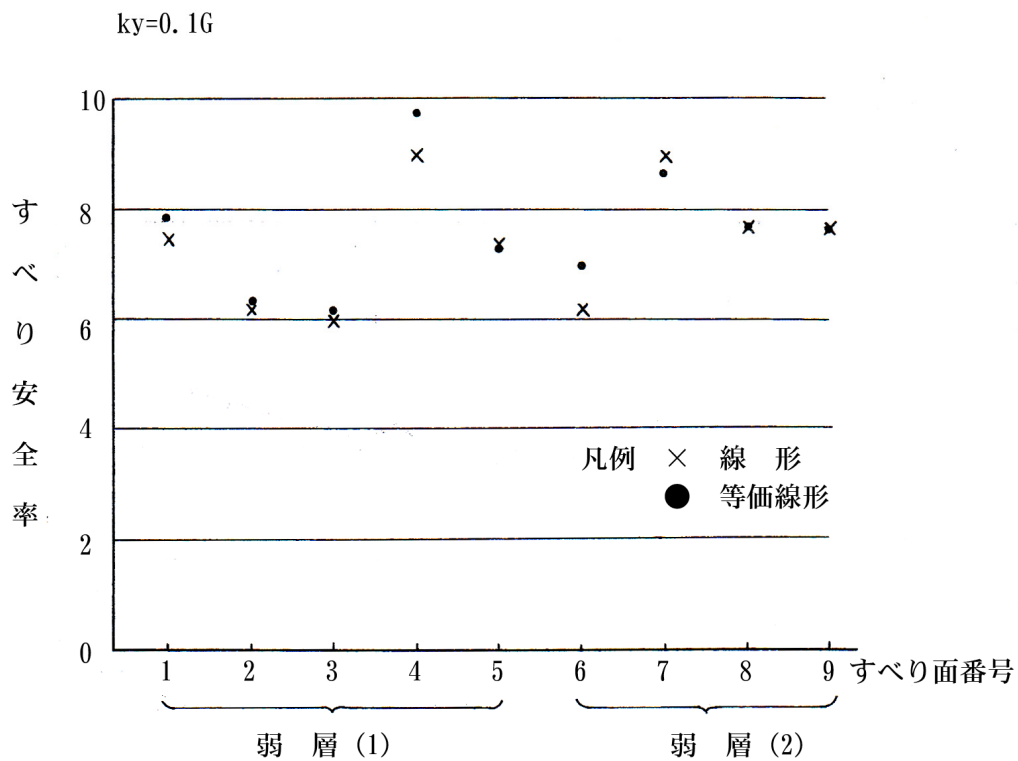 ky=0.1G
すべり安全率
10
8
6
4
2
0
凡例 × 線 形
● 等価線形
1 2 3 4 5 6 7 8 9 すべり面番号
弱 層 (1) 弱 層 (2)